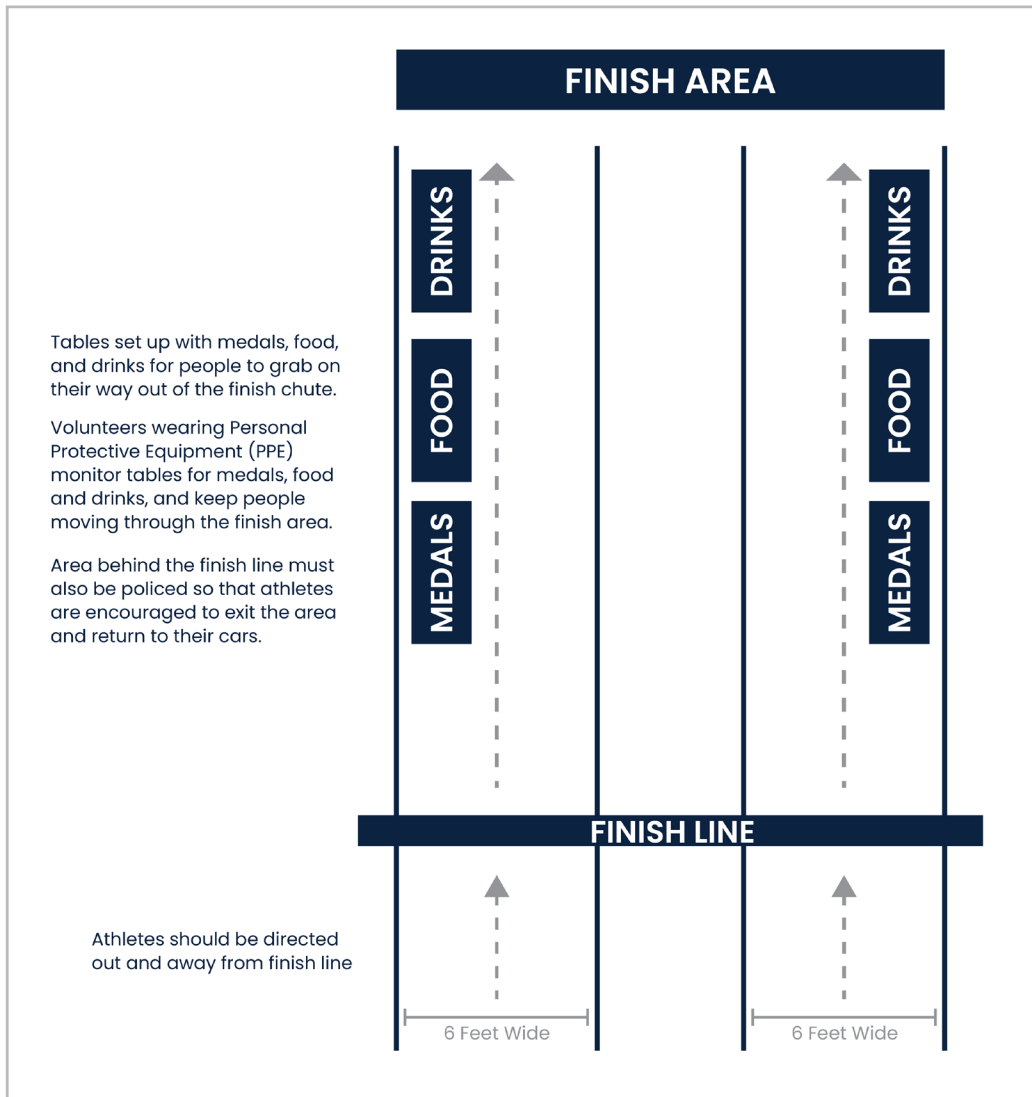 FINISH AREA
DRINKS
DRINKS
Tables set up with medals, food,
and drinks for people to grab on
their way out of the finish chute.
FOOD
FOOD
Volunteers wearing Personal
Protective Equipment (PPE)
monitor tables for medals, food
and drinks, and keep people
moving through the finish area.
MEDALS
MEDALS
Area behind the finish line must
also be policed so that athletes
are encouraged to exit the area
and return to their cars.
FINISH LINE
Athletes should be directed
out and away from finish line
6 Feet Wide
6 Feet Wide